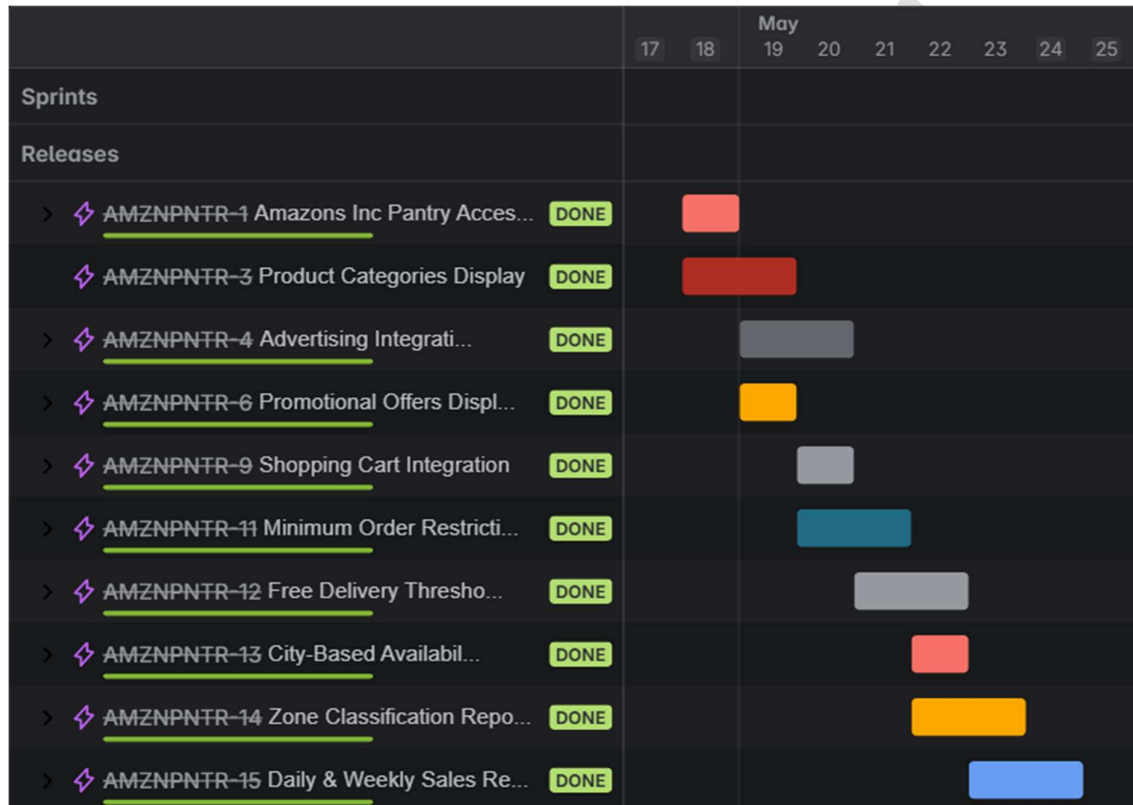 May
17 18 19 20 21 22 23 24 25
Sprints
Releases
AMZNPNTR-1 Amazons Inc Pantry Acces... DONE
AMZNPNTR-3 Product Categories Display DONE
AMZNPNTR-4 Advertising Integrati... DONE
AMZNPNTR-6 Promotional Offers Displ... DONE
AMZNPNTR-9 Shopping Cart Integration DONE
AMZNPNTR-11 Minimum Order Restricti... DONE
AMZNPNTR-12 Free Delivery Thresho... DONE
AMZNPNTR-13 City-Based Availabil... DONE
AMZNPNTR-14 Zone Classification Repo... DONE
AMZNPNTR-15 Daily & Weekly Sales Re... DONE